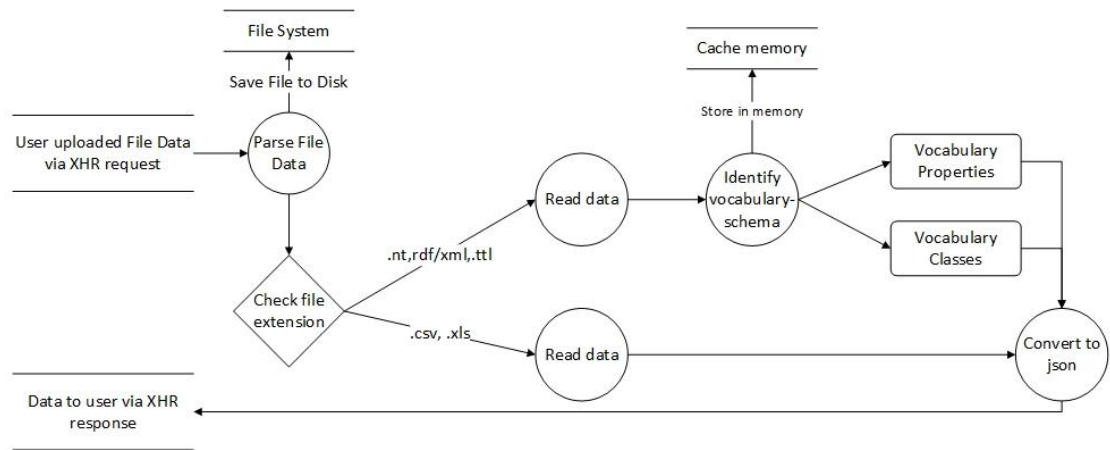 File System
Save File to Disk
User uploaded File Data
via XHR request
Parse File
Data
Check file
extension
.nt,rdf/xml,.ttl
.csv, .xls
Read data
Read data
Cache memory
Store in memory
Identify
vocabulary-
schema
Vocabulary
Properties
Vocabulary
Classes
Convert to
json
Data to user via XHR
response